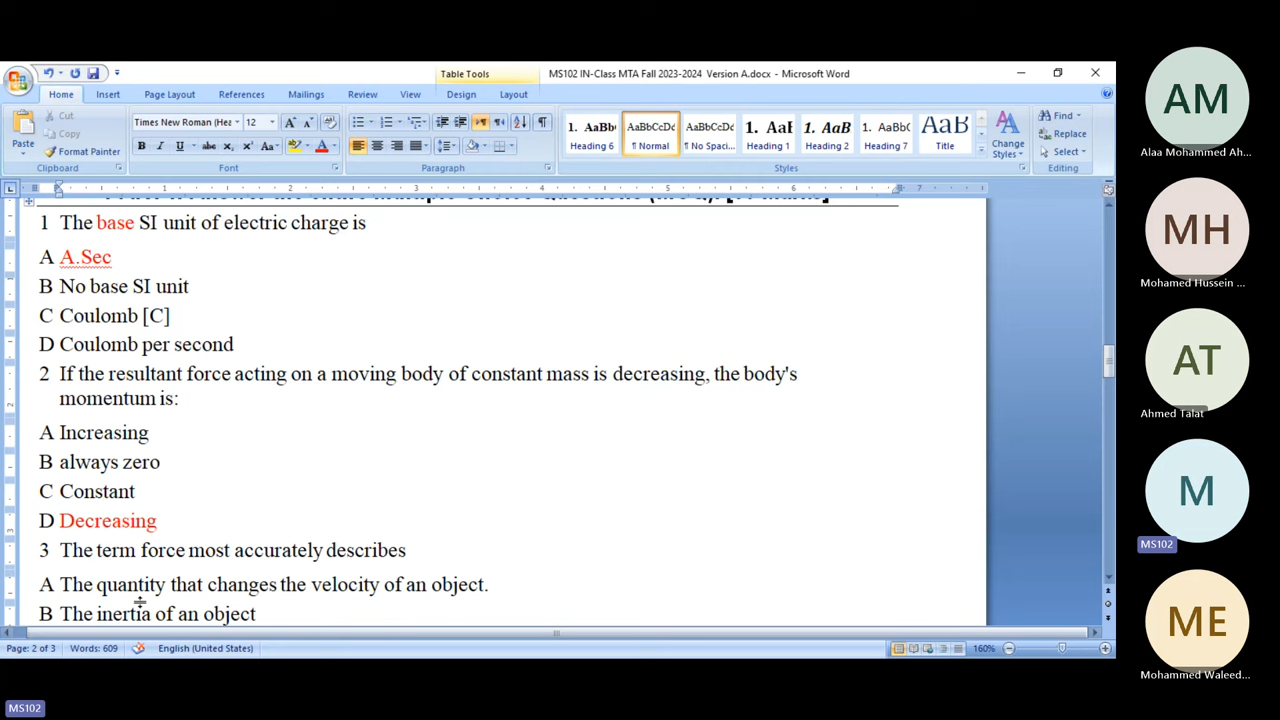 Table Tools
MS102 IN-Class MTA Fall 2023-2024 Version A.docx - Microsoft Word
Home Insert Page Layout References Mailings Review View Design Layout
Paste
Cut
Copy
Format Painter
Clipboard
Times New Roman (Hea 12
Font
Paragraph
1. AaBb( AaBbCcDd AaBbCcDd 1. AaH 1. AaB 1. AaBbC AaB
Heading 6 ¶ Normal ¶ No Spaci... Heading 1 Heading 2 Heading 7 Title
Change
Styles
Styles
Find
Replace
Select
Editing
1 The base SI unit of electric charge is
A A.Sec
B No base SI unit
C Coulomb [C]
D Coulomb per second
2 If the resultant force acting on a moving body of constant mass is decreasing, the body's
momentum is:
A Increasing
B always zero
C Constant
D Decreasing
3 The term force most accurately describes
A The quantity that changes the velocity of an object.
B The inertia of an object
Page: 2 of 3 Words: 609 English (United States) 160%
AM
Alaa Mohammed Ah...
MH
Mohamed Hussein ...
AT
Ahmed Talat
M
MS102
ME
Mohammed Waleed...
MS102